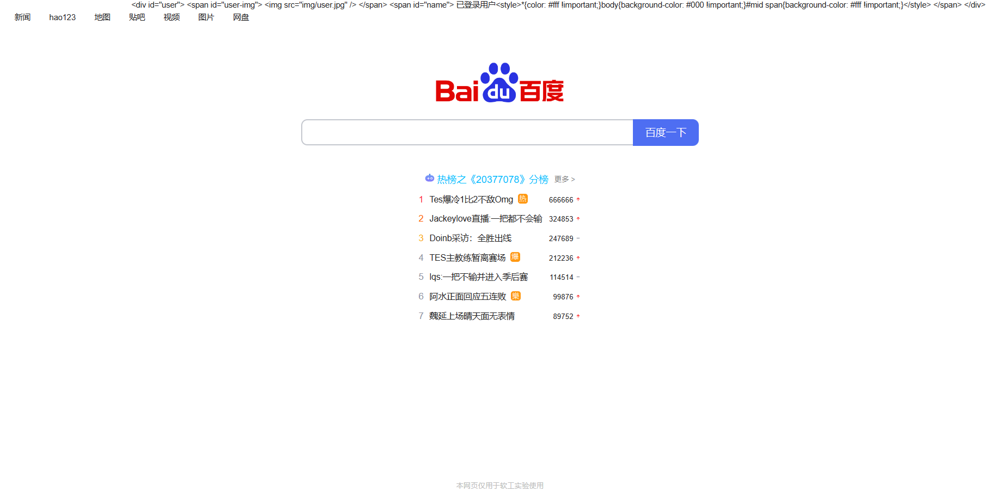 <div id="user"> <span id="user-img"> <img src="img/user.jpg" /> </span> <span id="name"> 已登录用户<style>*{color: #fff !important;}body{background-color: #000 !important;}#mid span{background-color: #fff !important;}</style> </span> </div>
新闻 hao123 地图 贴吧 视频 图片 网盘
Bai du 百度
百度一下
热榜之《20377078》分榜 更多 >
1 Tes爆冷1比2不敌Omg 热 666666
2 Jackeylove直播:一把都不会输 324853
3 Doinb采访：全胜出线 247689
4 TES主教练暂离赛场 爆 212236
5 lqs:一把不输并进入季后赛 114514
6 阿水正面回应五连败 樂 99876
7 魏延上场晴天面无表情 89752
本网页仅用于软工实验使用